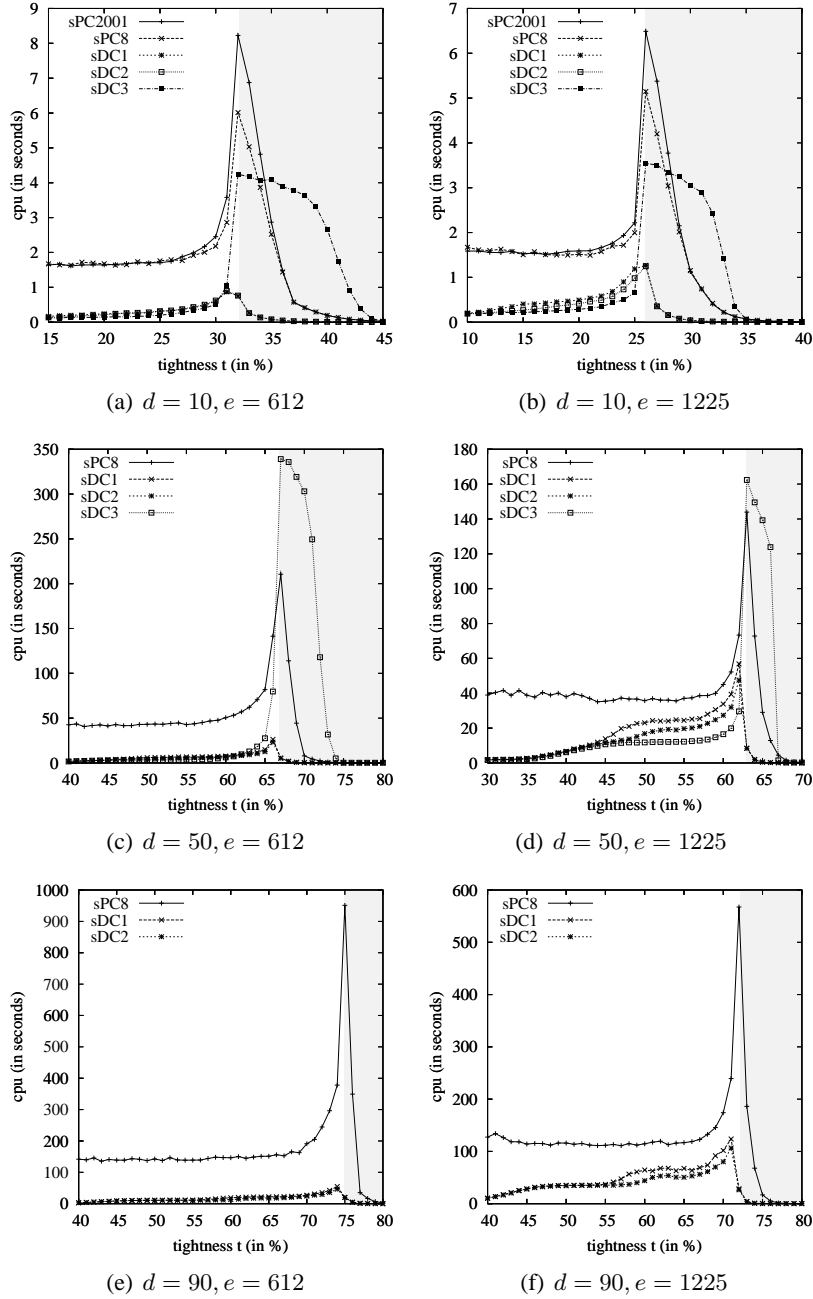 sPC2001
sPC8
sDC1
sDC2
sDC3
cpu (in seconds)
9
8
7
6
5
4
3
2
1
0
15 20 25 30 35 40 45
tightness t (in %)
(a) d = 10, e = 612
sPC2001
sPC8
sDC1
sDC2
sDC3
cpu (in seconds)
7
6
5
4
3
2
1
0
10 15 20 25 30 35 40
tightness t (in %)
(b) d = 10, e = 1225
sPC8
sDC1
sDC2
sDC3
cpu (in seconds)
350
300
250
200
150
100
50
0
40 45 50 55 60 65 70 75 80
tightness t (in %)
(c) d = 50, e = 612
sPC8
sDC1
sDC2
sDC3
cpu (in seconds)
180
160
140
120
100
80
60
40
20
0
30 35 40 45 50 55 60 65 70
tightness t (in %)
(d) d = 50, e = 1225
sPC8
sDC1
sDC2
cpu (in seconds)
1000
900
800
700
600
500
400
300
200
100
0
40 45 50 55 60 65 70 75 80
tightness t (in %)
(e) d = 90, e = 612
sPC8
sDC1
sDC2
cpu (in seconds)
600
500
400
300
200
100
0
40 45 50 55 60 65 70 75 80
tightness t (in %)
(f) d = 90, e = 1225